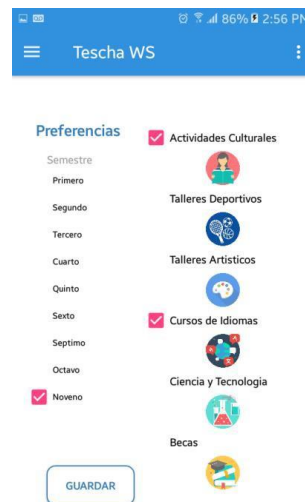 86% 2:56 PM
Tescha WS
Preferencias
Semestre
Primero
Segundo
Tercero
Cuarto
Quinto
Sexto
Septimo
Octavo
Noveno
GUARDAR
Actividades Culturales
Talleres Deportivos
Talleres Artisticos
Cursos de Idiomas
Ciencia y Tecnologia
Becas